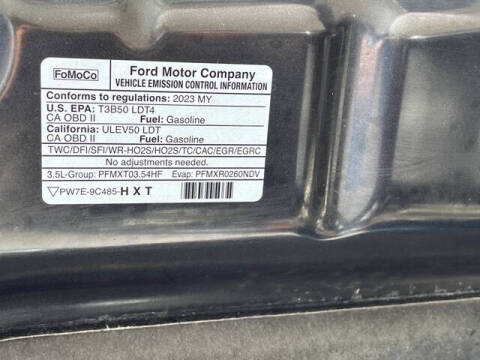 FoMoCo
Ford Motor Company
VEHICLE EMISSION CONTROL INFORMATION
Conforms to regulations: 2023 MY
U.S. EPA: T3B50 LDT4
CA OBD II Fuel: Gasoline
California: ULEV50 LDT
CA OBD II Fuel: Gasoline
TWC/DFI/SFI/WR-HO2S/HO2S/TC/CAC/EGR/EGRC
No adjustments needed.
3.5L-Group: PFMXT03.54HF Evap: PFMXR0260NDV
▽PW7E-9C485-HXT